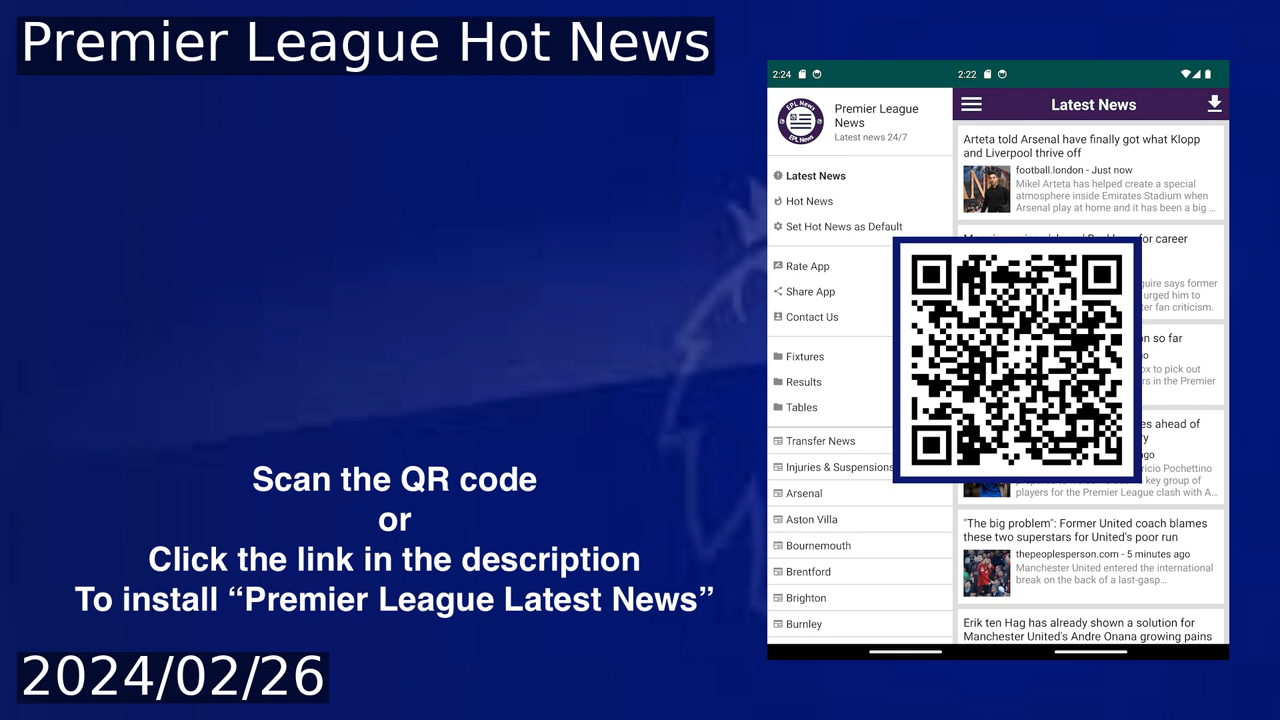 Premier League Hot News
2:24
2:22
EPL News
EPL News
Premier League
News
Latest news 24/7
Latest News
Hot News
Set Hot News as Default
Rate App
Share App
Contact Us
Fixtures
Results
Tables
Transfer News
Injuries & Suspensions
Arsenal
Aston Villa
Bournemouth
Brentford
Brighton
Burnley
Latest News
Arteta told Arsenal have finally got what Klopp
and Liverpool thrive off
football.london - Just now
Mikel Arteta has helped create a special
atmosphere inside Emirates Stadium when
Arsenal play at home and it has been a big ...
for career
guire says former
urged him to
ter fan criticism.
on so far
ox to pick out
rs in the Premier
es ahead of
ricio Pochettino
key group of
players for the Premier League clash with A...
"The big problem": Former United coach blames
these two superstars for United's poor run
thepeoplesperson.com - 5 minutes ago
Manchester United entered the international
break on the back of a last-gasp...
Erik ten Hag has already shown a solution for
Manchester United's Andre Onana growing pains
Scan the QR code
or
Click the link in the description
To install “Premier League Latest News”
2024/02/26